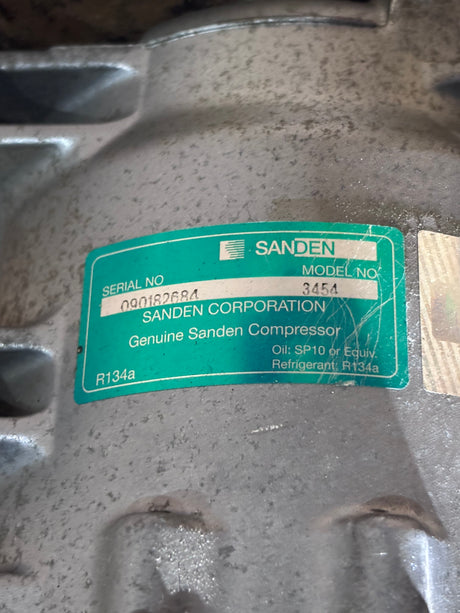 SANDEN
SERIAL NO
MODEL NO
090182684
3454
SANDEN CORPORATION
Genuine Sanden Compressor
Oil: SP10 or Equiv.
R134a
Refrigerant: R134a